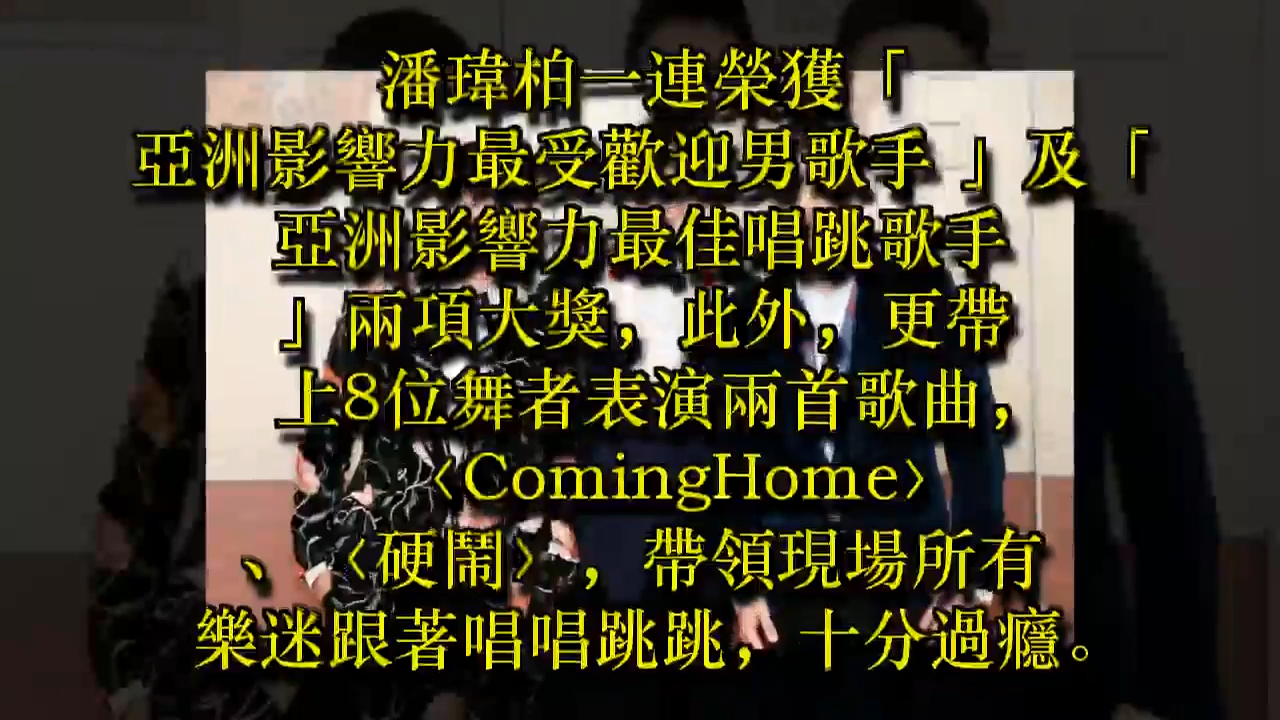 潘瑋柏一連榮獲「
亞洲影響力最受歡迎男歌手 」及「
亞洲影響力最佳唱跳歌手
」兩項大獎，此外，更帶
上8位舞者表演兩首歌曲，
〈ComingHome〉
、〈硬鬧〉，帶領現場所有
樂迷跟著唱唱跳跳，十分過癮。